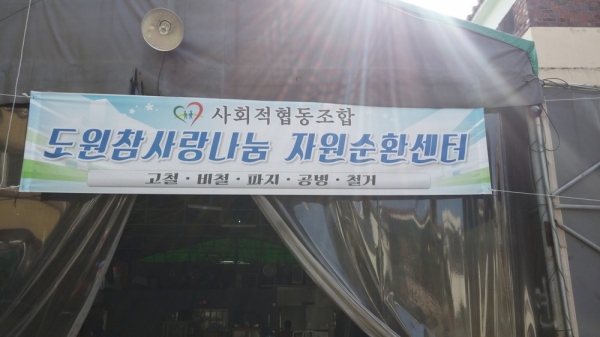 사회적협동조합
도원참사랑나눔 자원순환센터
고철 · 비철 · 파지 · 공병 · 철거